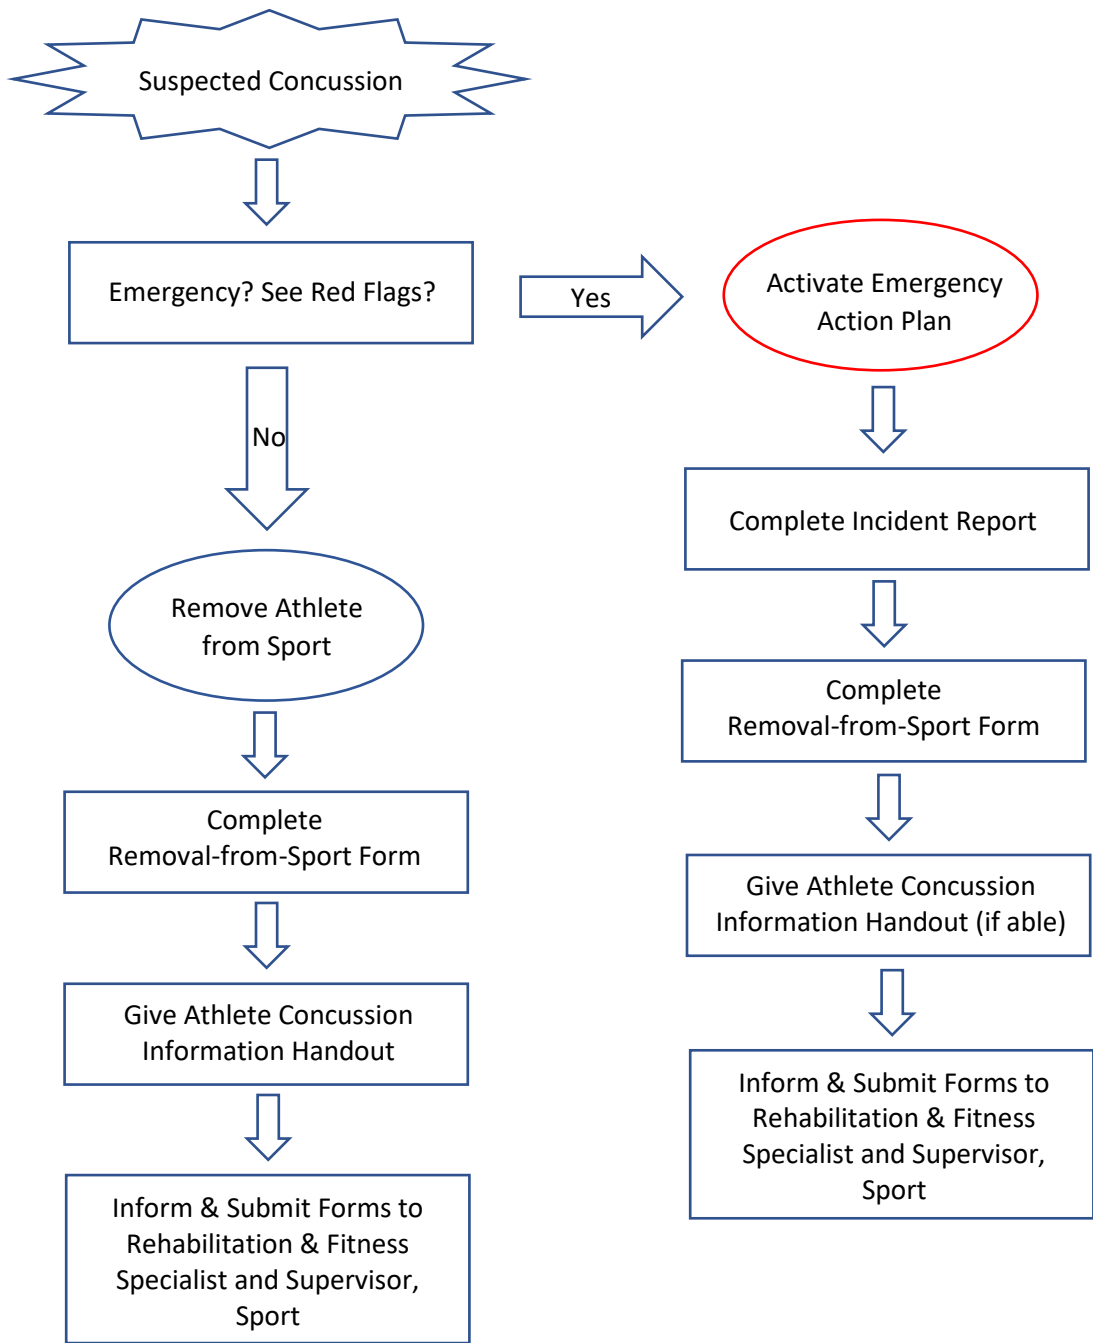 Suspected Concussion
Emergency? See Red Flags?
Yes
Activate Emergency
Action Plan
No
Complete Incident Report
Remove Athlete
from Sport
Complete
Removal-from-Sport Form
Complete
Removal-from-Sport Form
Give Athlete Concussion
Information Handout (if able)
Give Athlete Concussion
Information Handout
Inform & Submit Forms to
Rehabilitation & Fitness
Specialist and Supervisor,
Sport
Inform & Submit Forms to
Rehabilitation & Fitness
Specialist and Supervisor,
Sport